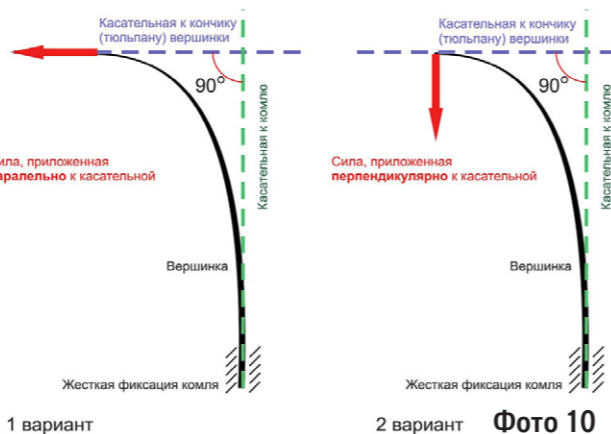 Касательная к кончику
(тюльпану) вершинки
90°
Касательная к комлю
ила, приложенная
аралельно к касательной
Вершинка
Жесткая фиксация комля
1 вариант
Касательная к кончику
(тюльпану) вершинки
90°
Касательная к комлю
Сила, приложенная
перпендикулярно к касательной
Вершинка
Жесткая фиксация комля
2 вариант
Фото 10